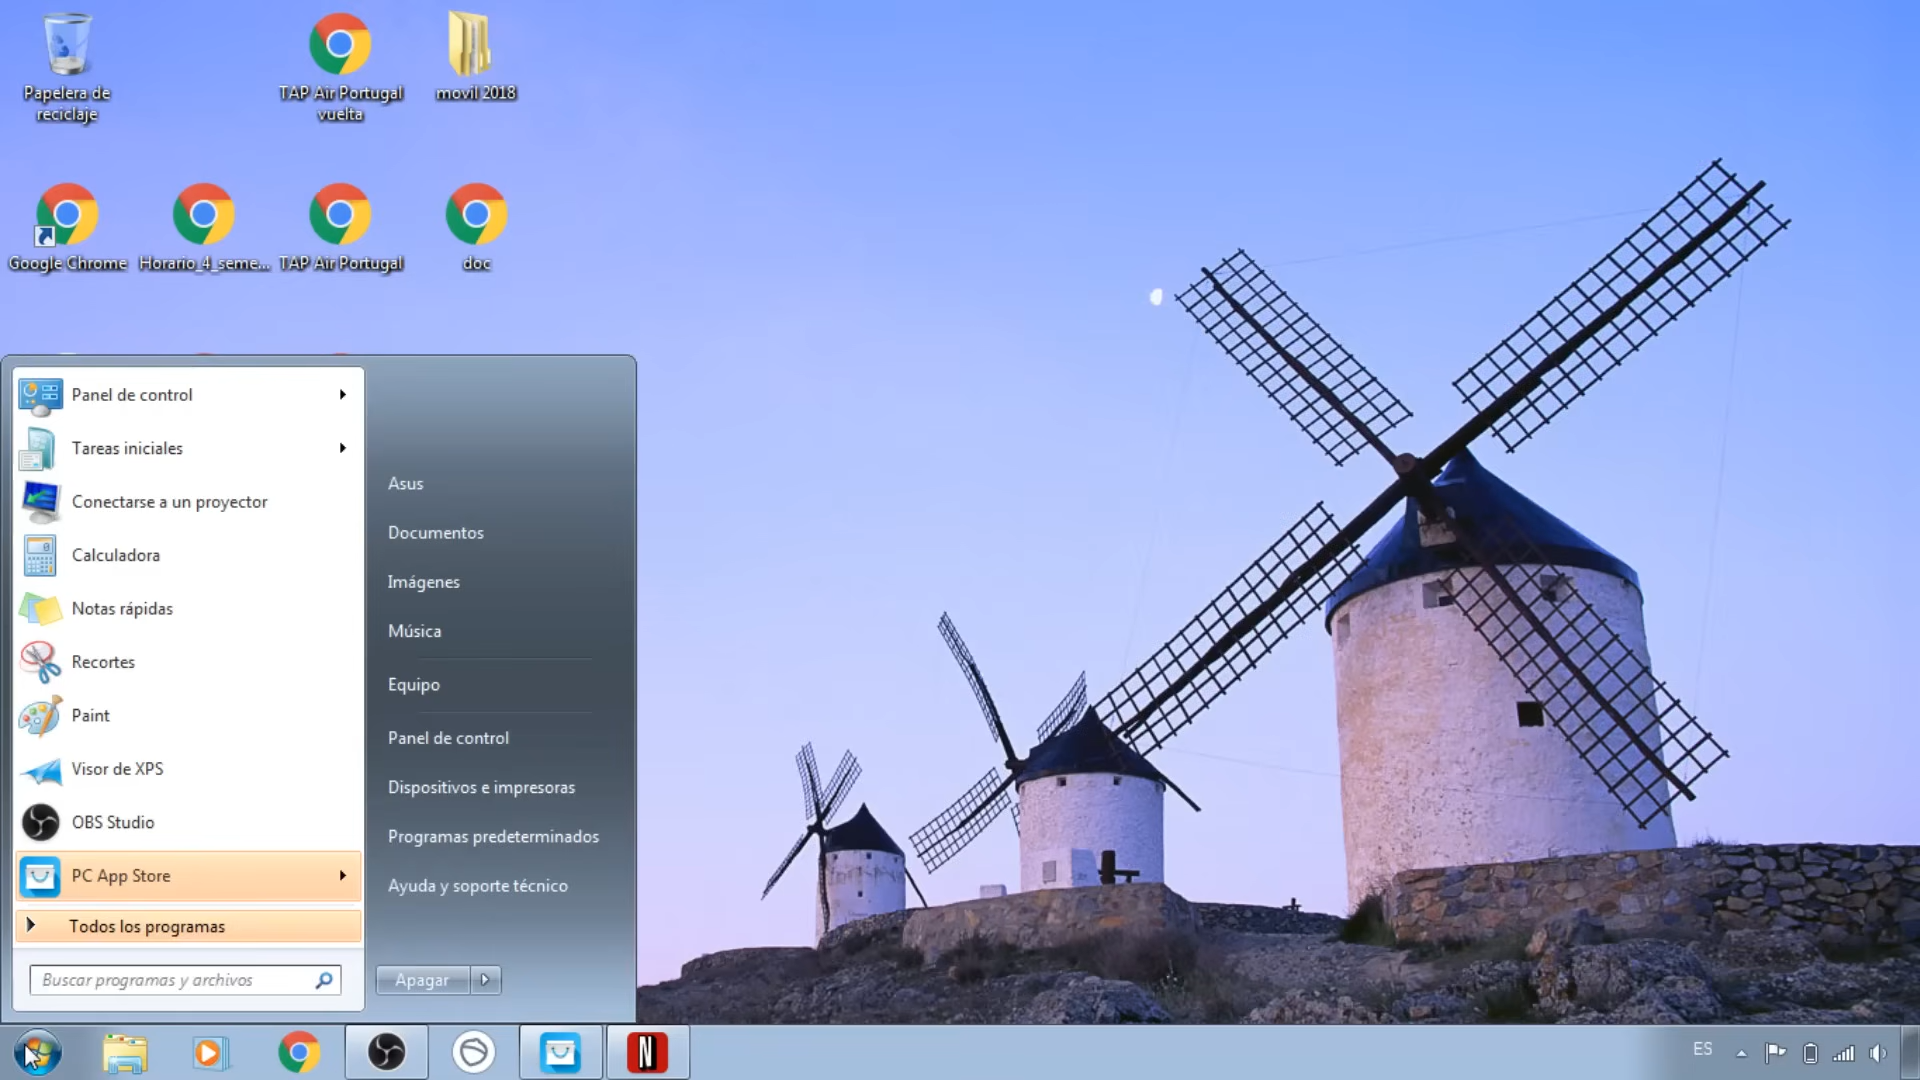 Papelera de
reciclaje
TAP Air Portugal
vuelta
movil 2018
Google Chrome
Horario_4_seme...
TAP Air Portugal
doc
Panel de control
Tareas iniciales
Conectarse a un proyector
Calculadora
Notas rápidas
Recortes
Paint
Visor de XPS
OBS Studio
PC App Store
Todos los programas
Buscar programas y archivos
Asus
Documentos
Imágenes
Música
Equipo
Panel de control
Dispositivos e impresoras
Programas predeterminados
Ayuda y soporte técnico
Apagar
N
ES